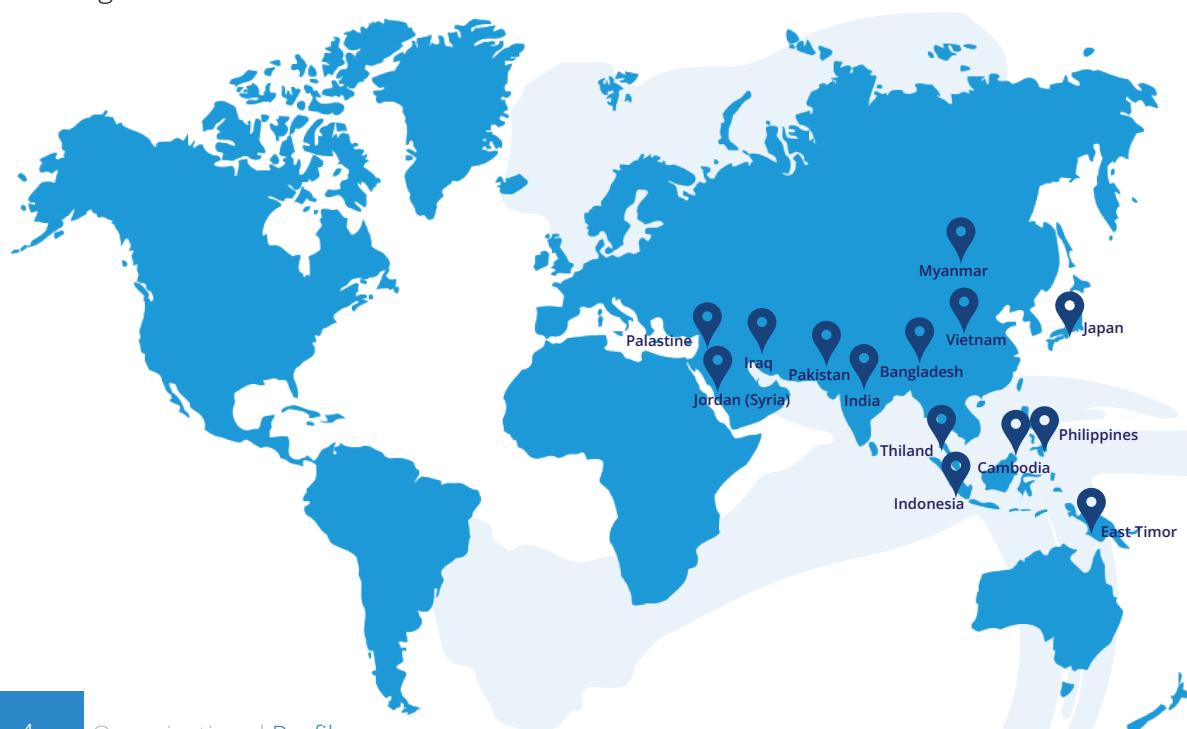 Myanmar
Japan
Vietnam
Palastine
Iraq
Pakistan
Bangladesh
India
Jordan (Syria)
Philippines
Thiland
Cambodia
Indonesia
East Timor